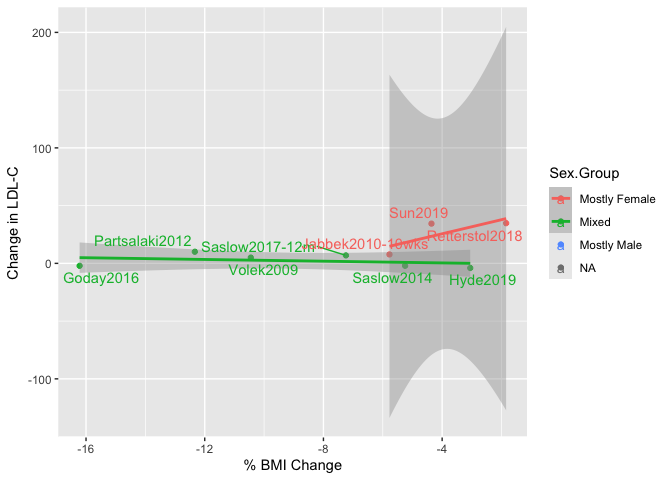 200
100
0
-100
-16
-12
-8
-4
% BMI Change
Change in LDL-C
Sun2019
Retterstol2018
Jabbek2010-10wks
Partsalaki2012
Saslow2017-12m
Volek2009
Goday2016
Saslow2014
Hyde2019
Sex.Group
Mostly Female
Mixed
Mostly Male
NA